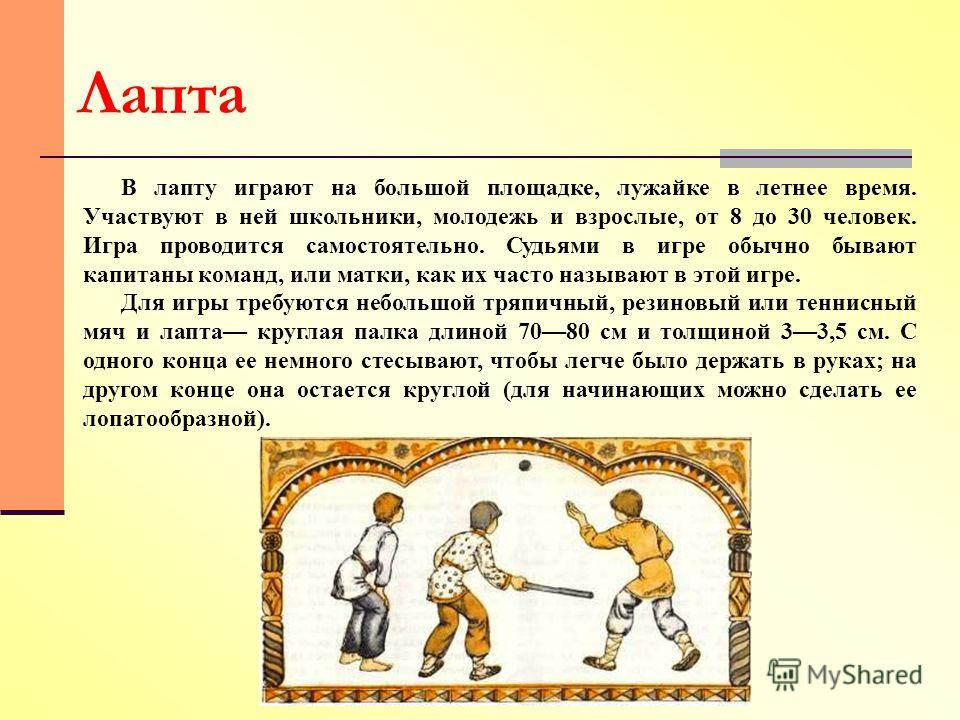 Лапта
В лапту играют на большой площадке, лужайке в летнее время.
Участвуют в ней школьники, молодежь и взрослые, от 8 до 30 человек.
Игра проводится самостоятельно. Судьями в игре обычно бывают
капитаны команд, или матки, как их часто называют в этой игре.
Для игры требуются небольшой тряпичный, резиновый или теннисный
мяч и лапта— круглая палка длиной 70—80 см и толщиной 3—3,5 см. С
одного конца ее немного стесывают, чтобы легче было держать в руках; на
другом конце она остается круглой (для начинающих можно сделать ее
лопатообразной).
MyShared